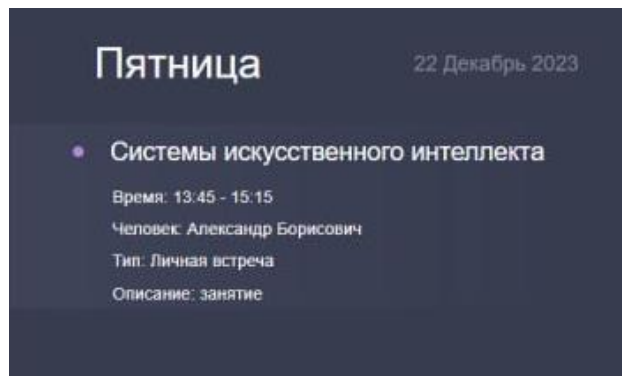 Пятница
22 Декабрь 2023
Системы искусственного интеллекта
Время: 13:45 - 15:15
Человек: Александр Борисович
Тип: Личная встреча
Описание: занятие